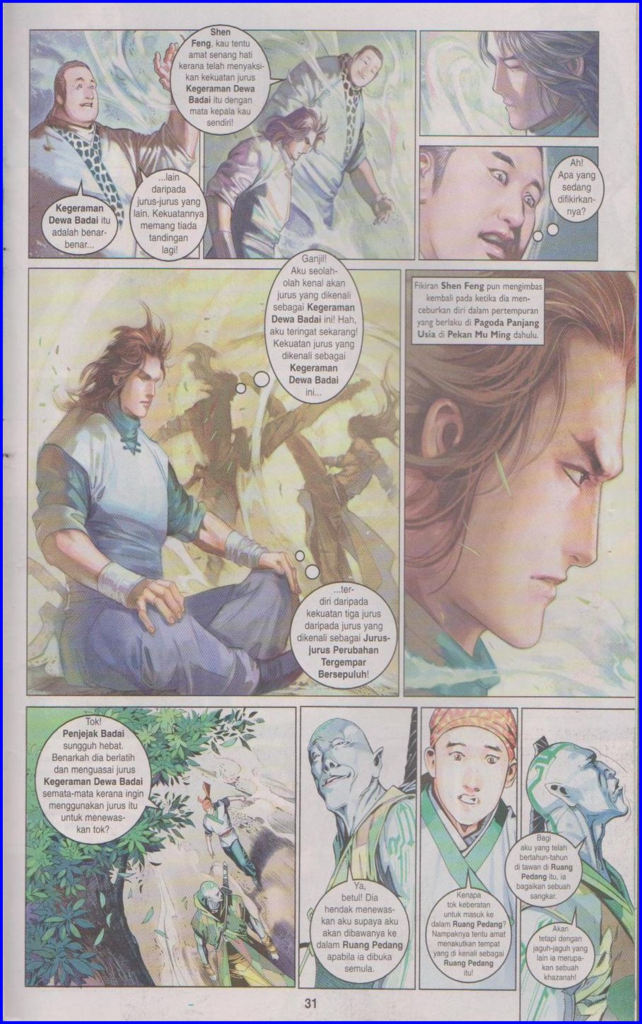 Shen
Feng, kau tentu
amat senang hati
kerana telah menyaksi-
kan kekuatan jurus
Kegeraman Dewa
Badai itu dengan
mata kepala kau
sendiri!
Kegeraman
Dewa Badai itu
adalah benar-
benar...
...lain
daripada
jurus-jurus yang
lain. Kekuatannya
memang tiada
tandingan
lagi!
Ah!
Apa yang
sedang
difikirkan-
nya?
Ganjil!
Aku seolah-
olah kenal akan
jurus yang dikenali
sebagai Kegeraman
Dewa Badai ini! Hah,
aku teringat sekarang!
Kekuatan jurus yang
dikenali sebagai
Kegeraman
Dewa Badai
ini...
...ter-
diri daripada
kekuatan tiga jurus
daripada jurus yang
dikenali sebagai Jurus-
jurus Perubahan
Tergempar
Bersepuluh!
Fikiran Shen Feng pun mengimbas
kembali pada ketika dia men-
ceburkan diri dalam pertempuran
yang berlaku di Pagoda Panjang
Usia di Pekan Mu Ming dahulu.
Tok!
Penjejak Badai
sungguh hebat.
Benarkah dia berlatih
dan menguasai jurus
Kegeraman Dewa Badai
semata-mata kerana ingin
menggunakan jurus itu
untuk menewas-
kan tok?
Ya,
betul! Dia
hendak menewas-
kan aku supaya aku
akan dibawanya ke
dalam Ruang Pedang
apabila ia dibuka
semula.
Kenapa
tok keberatan
untuk masuk ke
dalam Ruang Pedang?
Nampaknya tentu amat
menakutkan tempat
yang di kenali sebagai
Ruang Pedang
itu!
Bagi
aku yang telah
bertahun-tahun
di tawan di Ruang
Pedang itu, ia
bagaikan sebuah
sangkar.
Akan
tetapi dengan
jaguh-jaguh yang
lain ia merupa-
kan sebuah
khazanah!
31